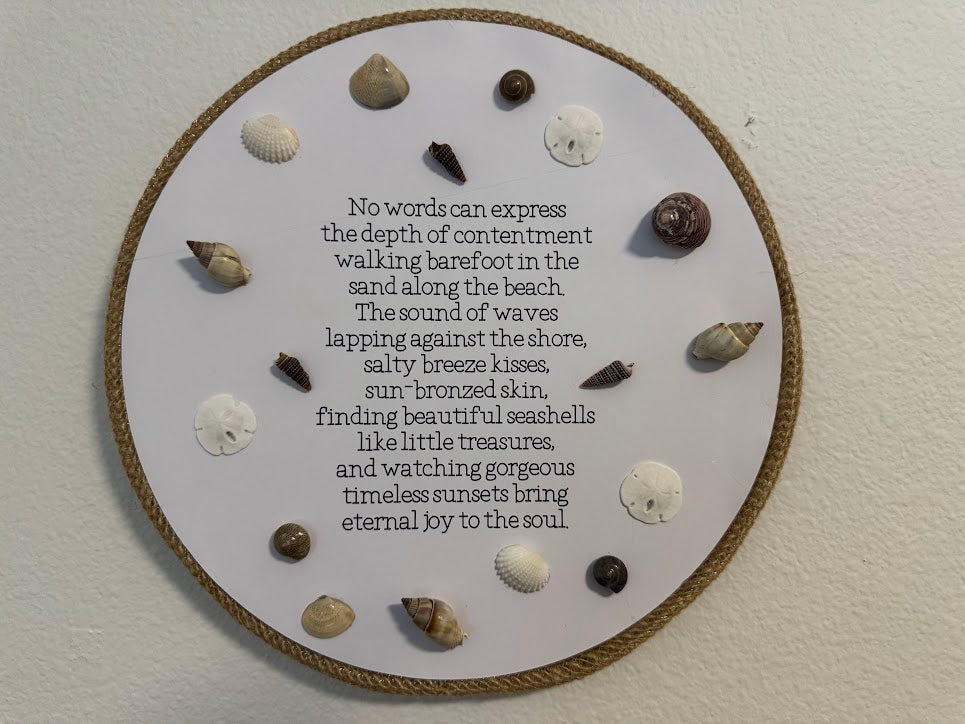 No words can express
the depth of contentment
walking barefoot in the
sand along the beach.
The sound of waves
lapping against the shore,
salty breeze kisses,
sun-bronzed skin,
finding beautiful seashells
like little treasures,
and watching gorgeous
timeless sunsets bring
eternal joy to the soul.